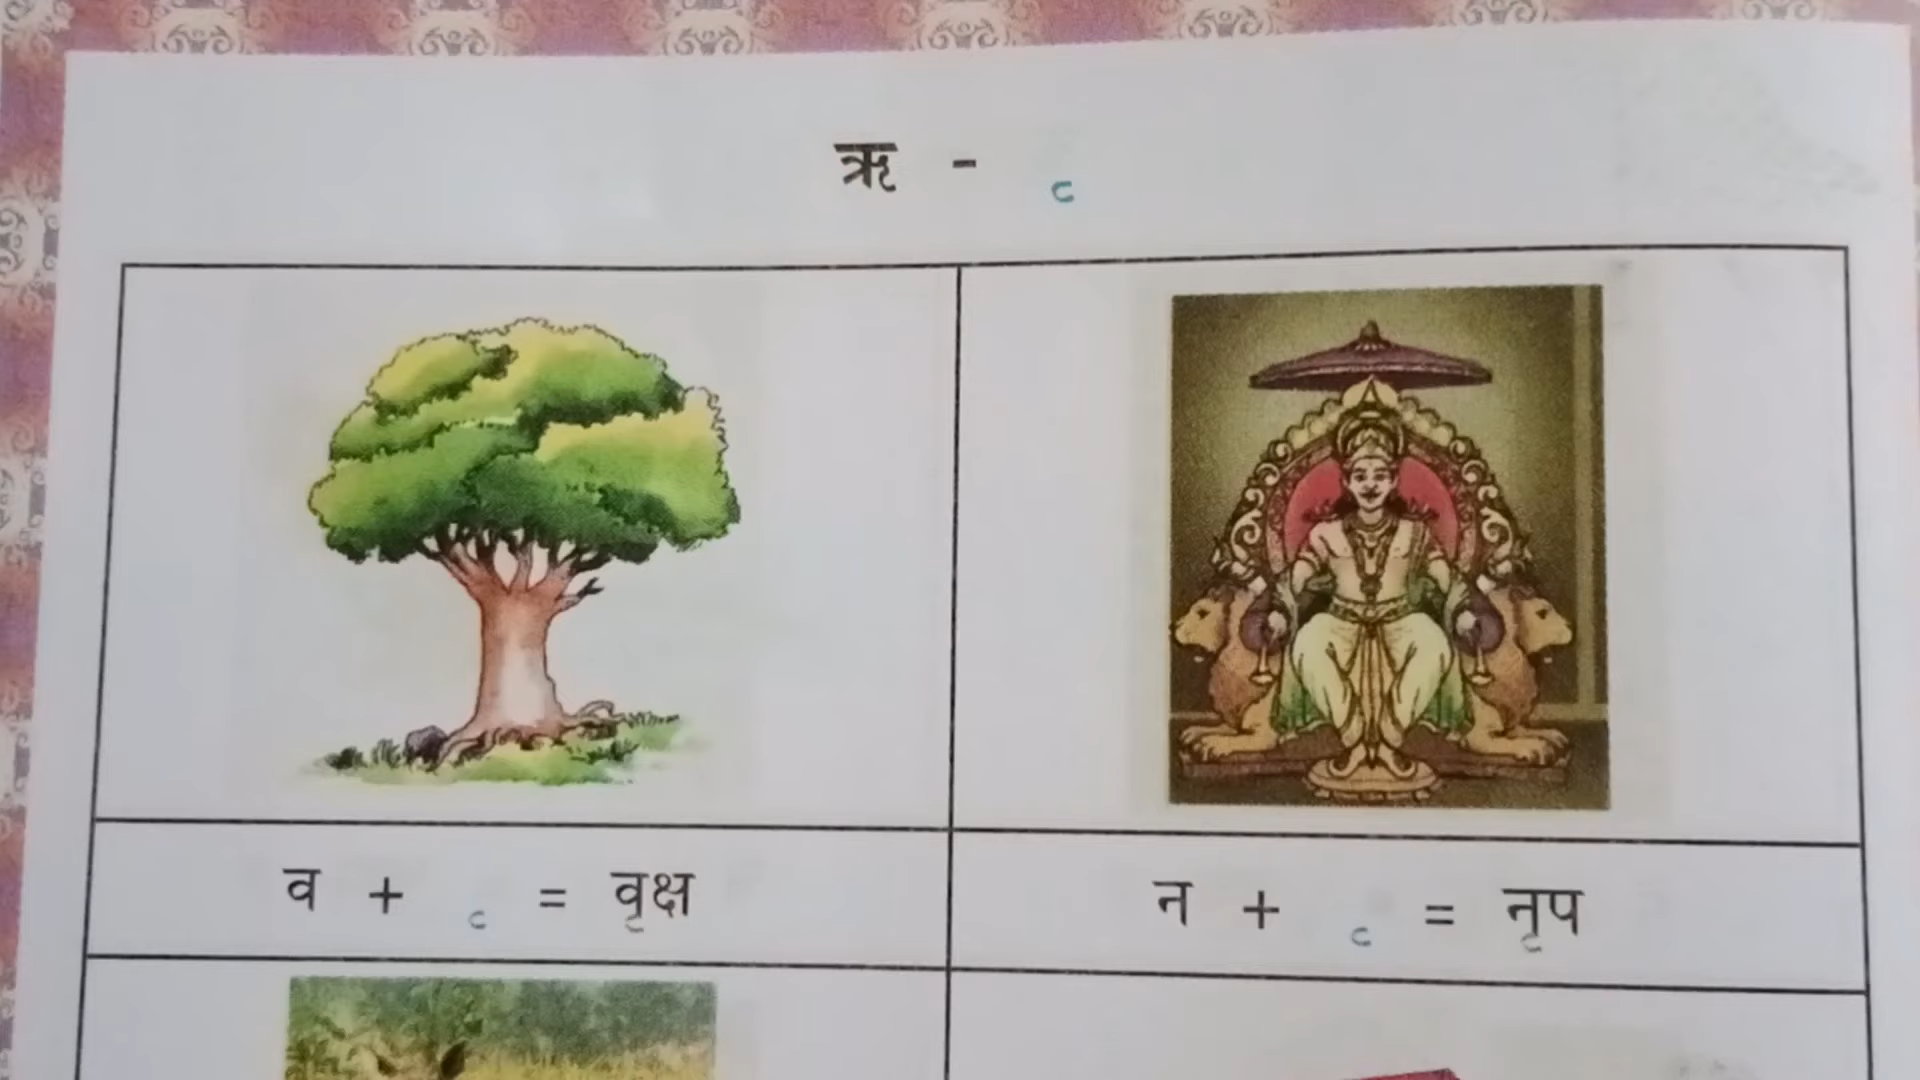 ऋ - ृ
व + ृ = वृक्ष
न + ृ = नृप